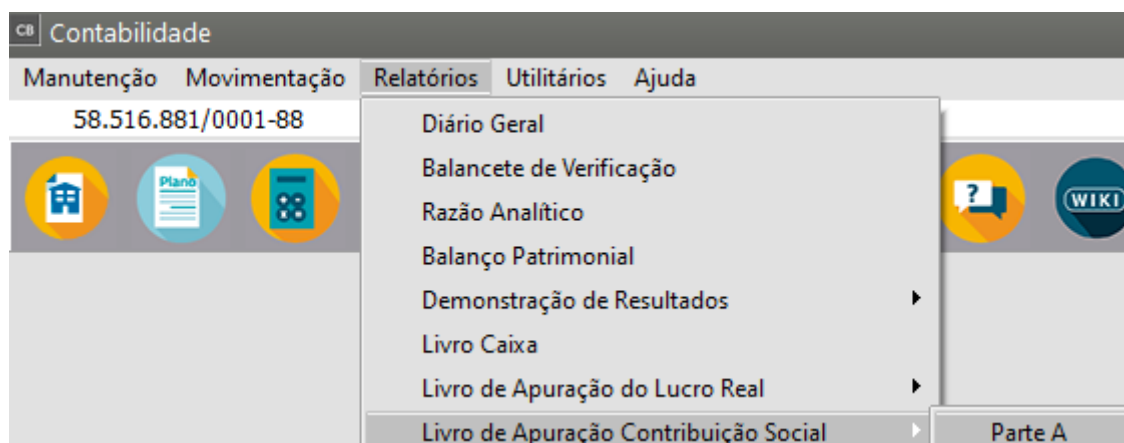 CB Contabilidade
Manutenção Movimentação Relatórios Utilitários Ajuda
58.516.881/0001-88
Plano
? WIKI
Diário Geral
Balancete de Verificação
Razão Analítico
Balanço Patrimonial
Demonstração de Resultados
Livro Caixa
Livro de Apuração do Lucro Real
Livro de Apuração Contribuição Social Parte A